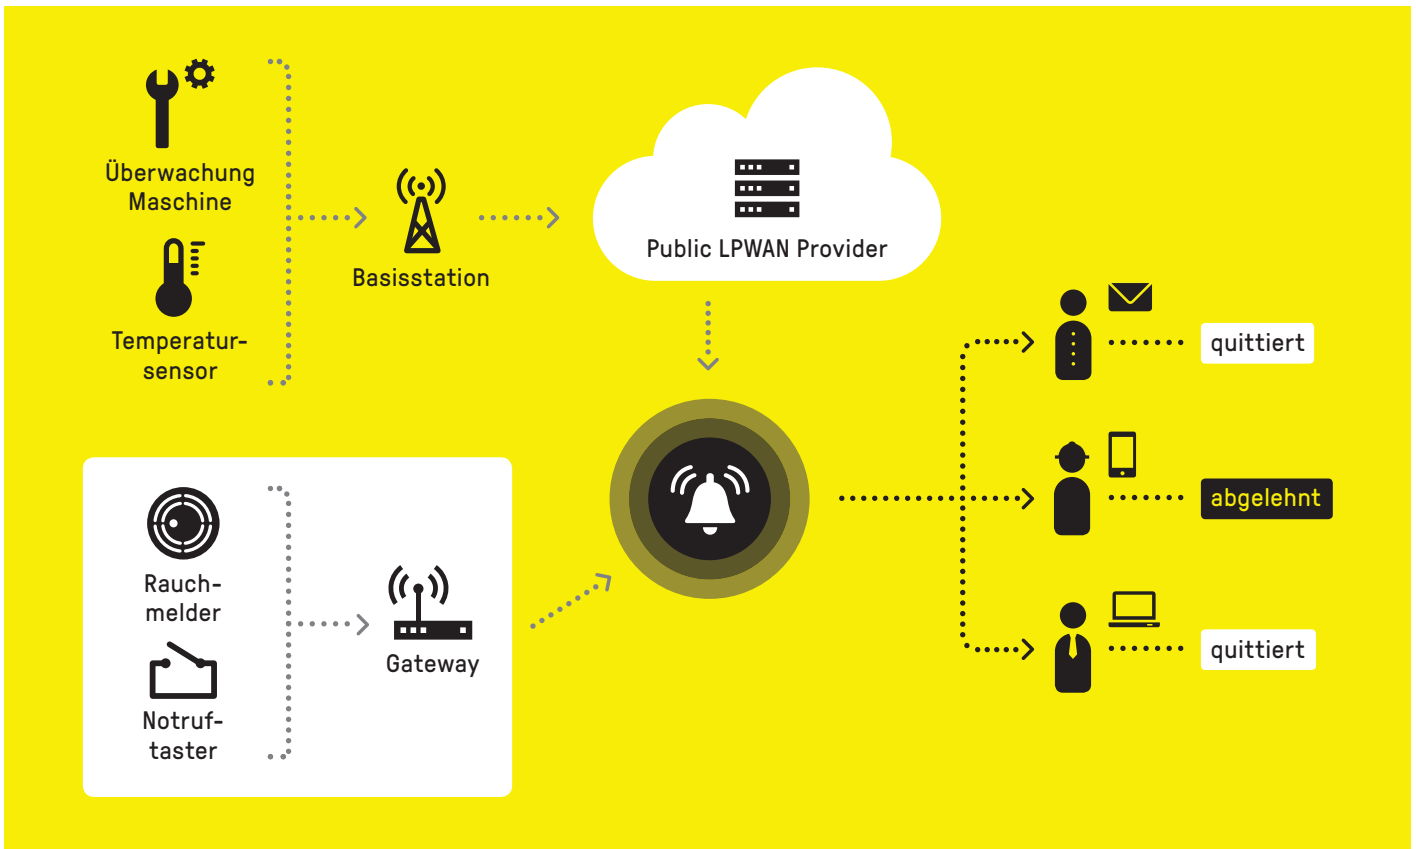 Überwachung
Maschine
Temperatur-
sensor
Basisstation
Public LPWAN Provider
Rauch-
melder
Notruf-
taster
Gateway
quittiert
abgelehnt
quittiert